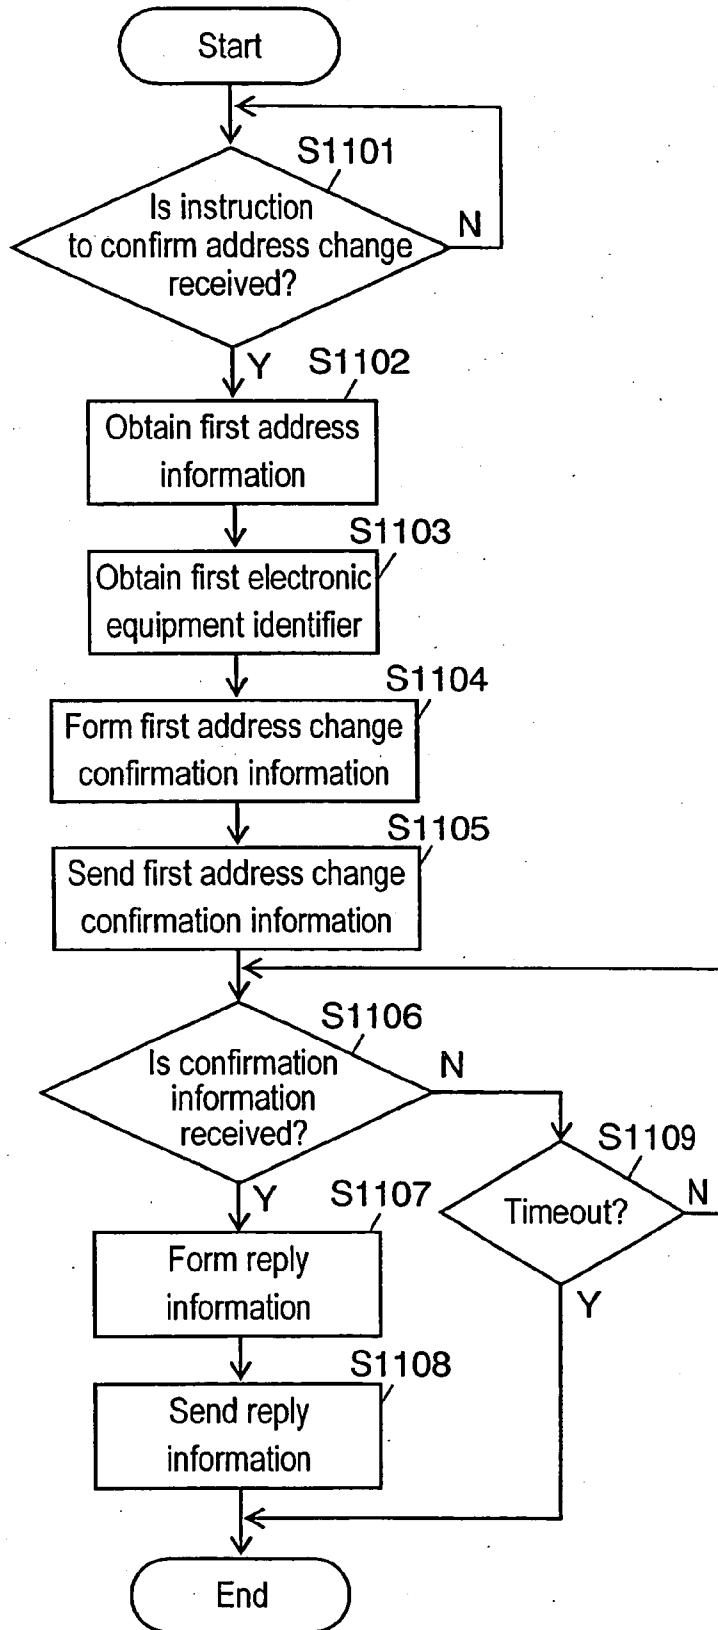 Start
S1101
Is instruction
to confirm address change
received?
N
Y
S1102
Obtain first address
information
S1103
Obtain first electronic
equipment identifier
S1104
Form first address change
confirmation information
S1105
Send first address change
confirmation information
S1106
Is confirmation
information
received?
N
S1109
Timeout?
N
Y
Y
S1107
Form reply
information
S1108
Send reply
information
End